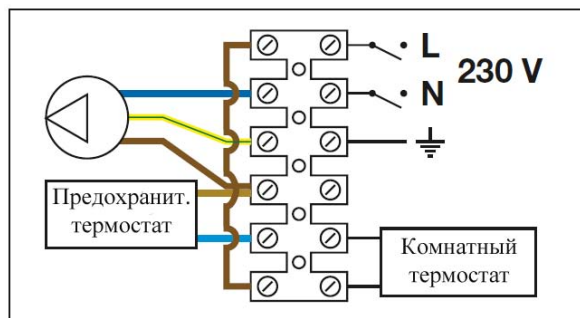 L
230 V
N
Предохранит.
термостат
Комнатный
термостат